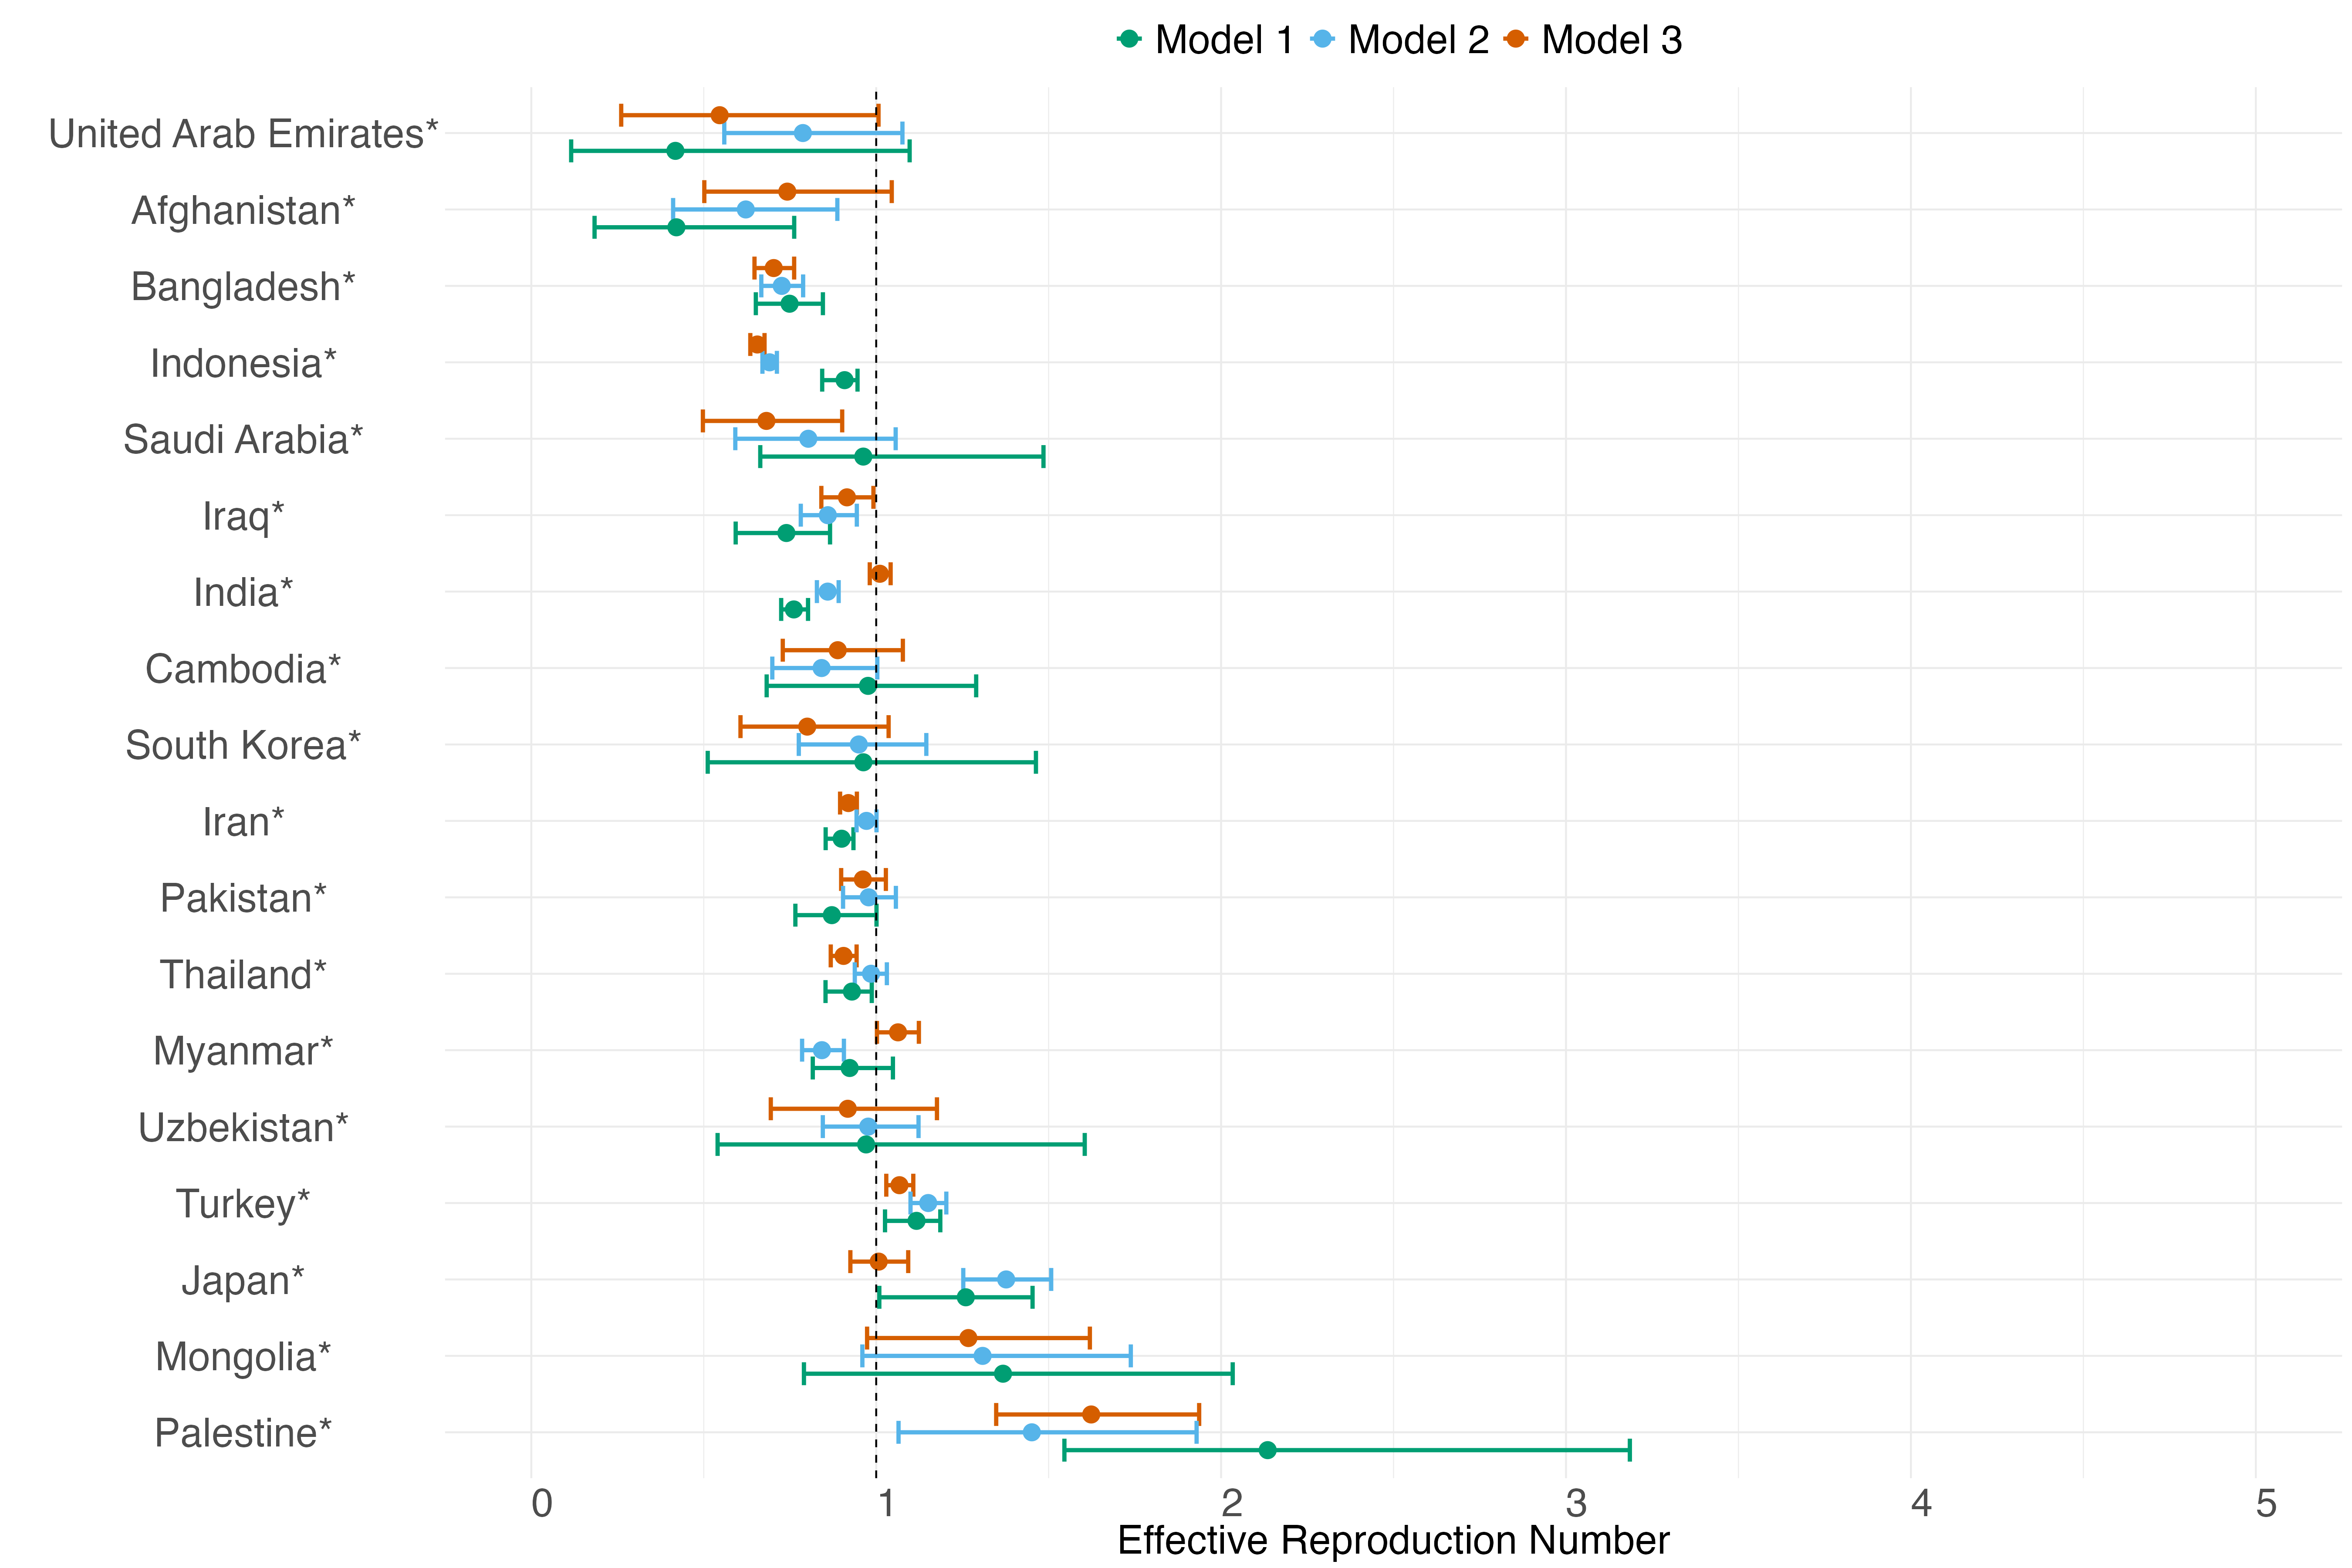 Model 1 Model 2 Model 3
United Arab Emirates*
Afghanistan*
Bangladesh*
Indonesia*
Saudi Arabia*
Iraq*
India*
Cambodia*
South Korea*
Iran*
Pakistan*
Thailand*
Myanmar*
Uzbekistan*
Turkey*
Japan*
Mongolia*
Palestine*
0 1 2 3 4 5
Effective Reproduction Number